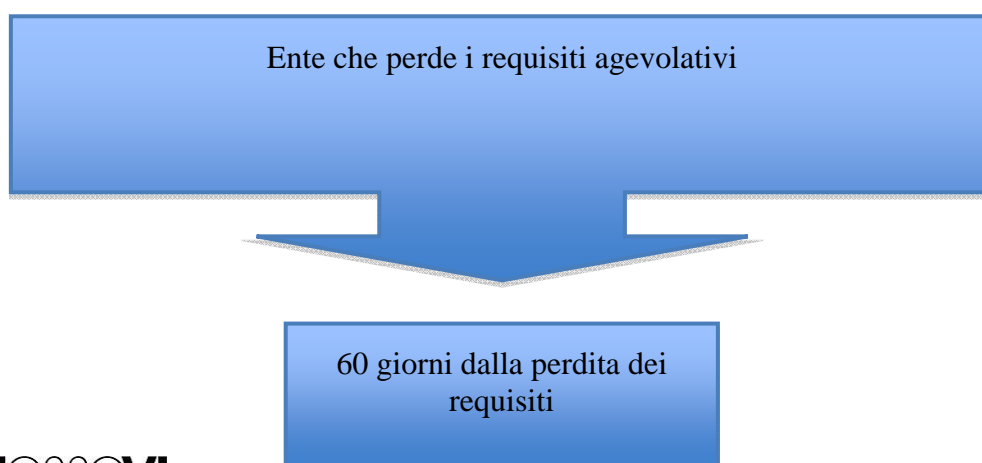 Ente che perde i requisiti agevolativi
60 giorni dalla perdita dei
requisiti